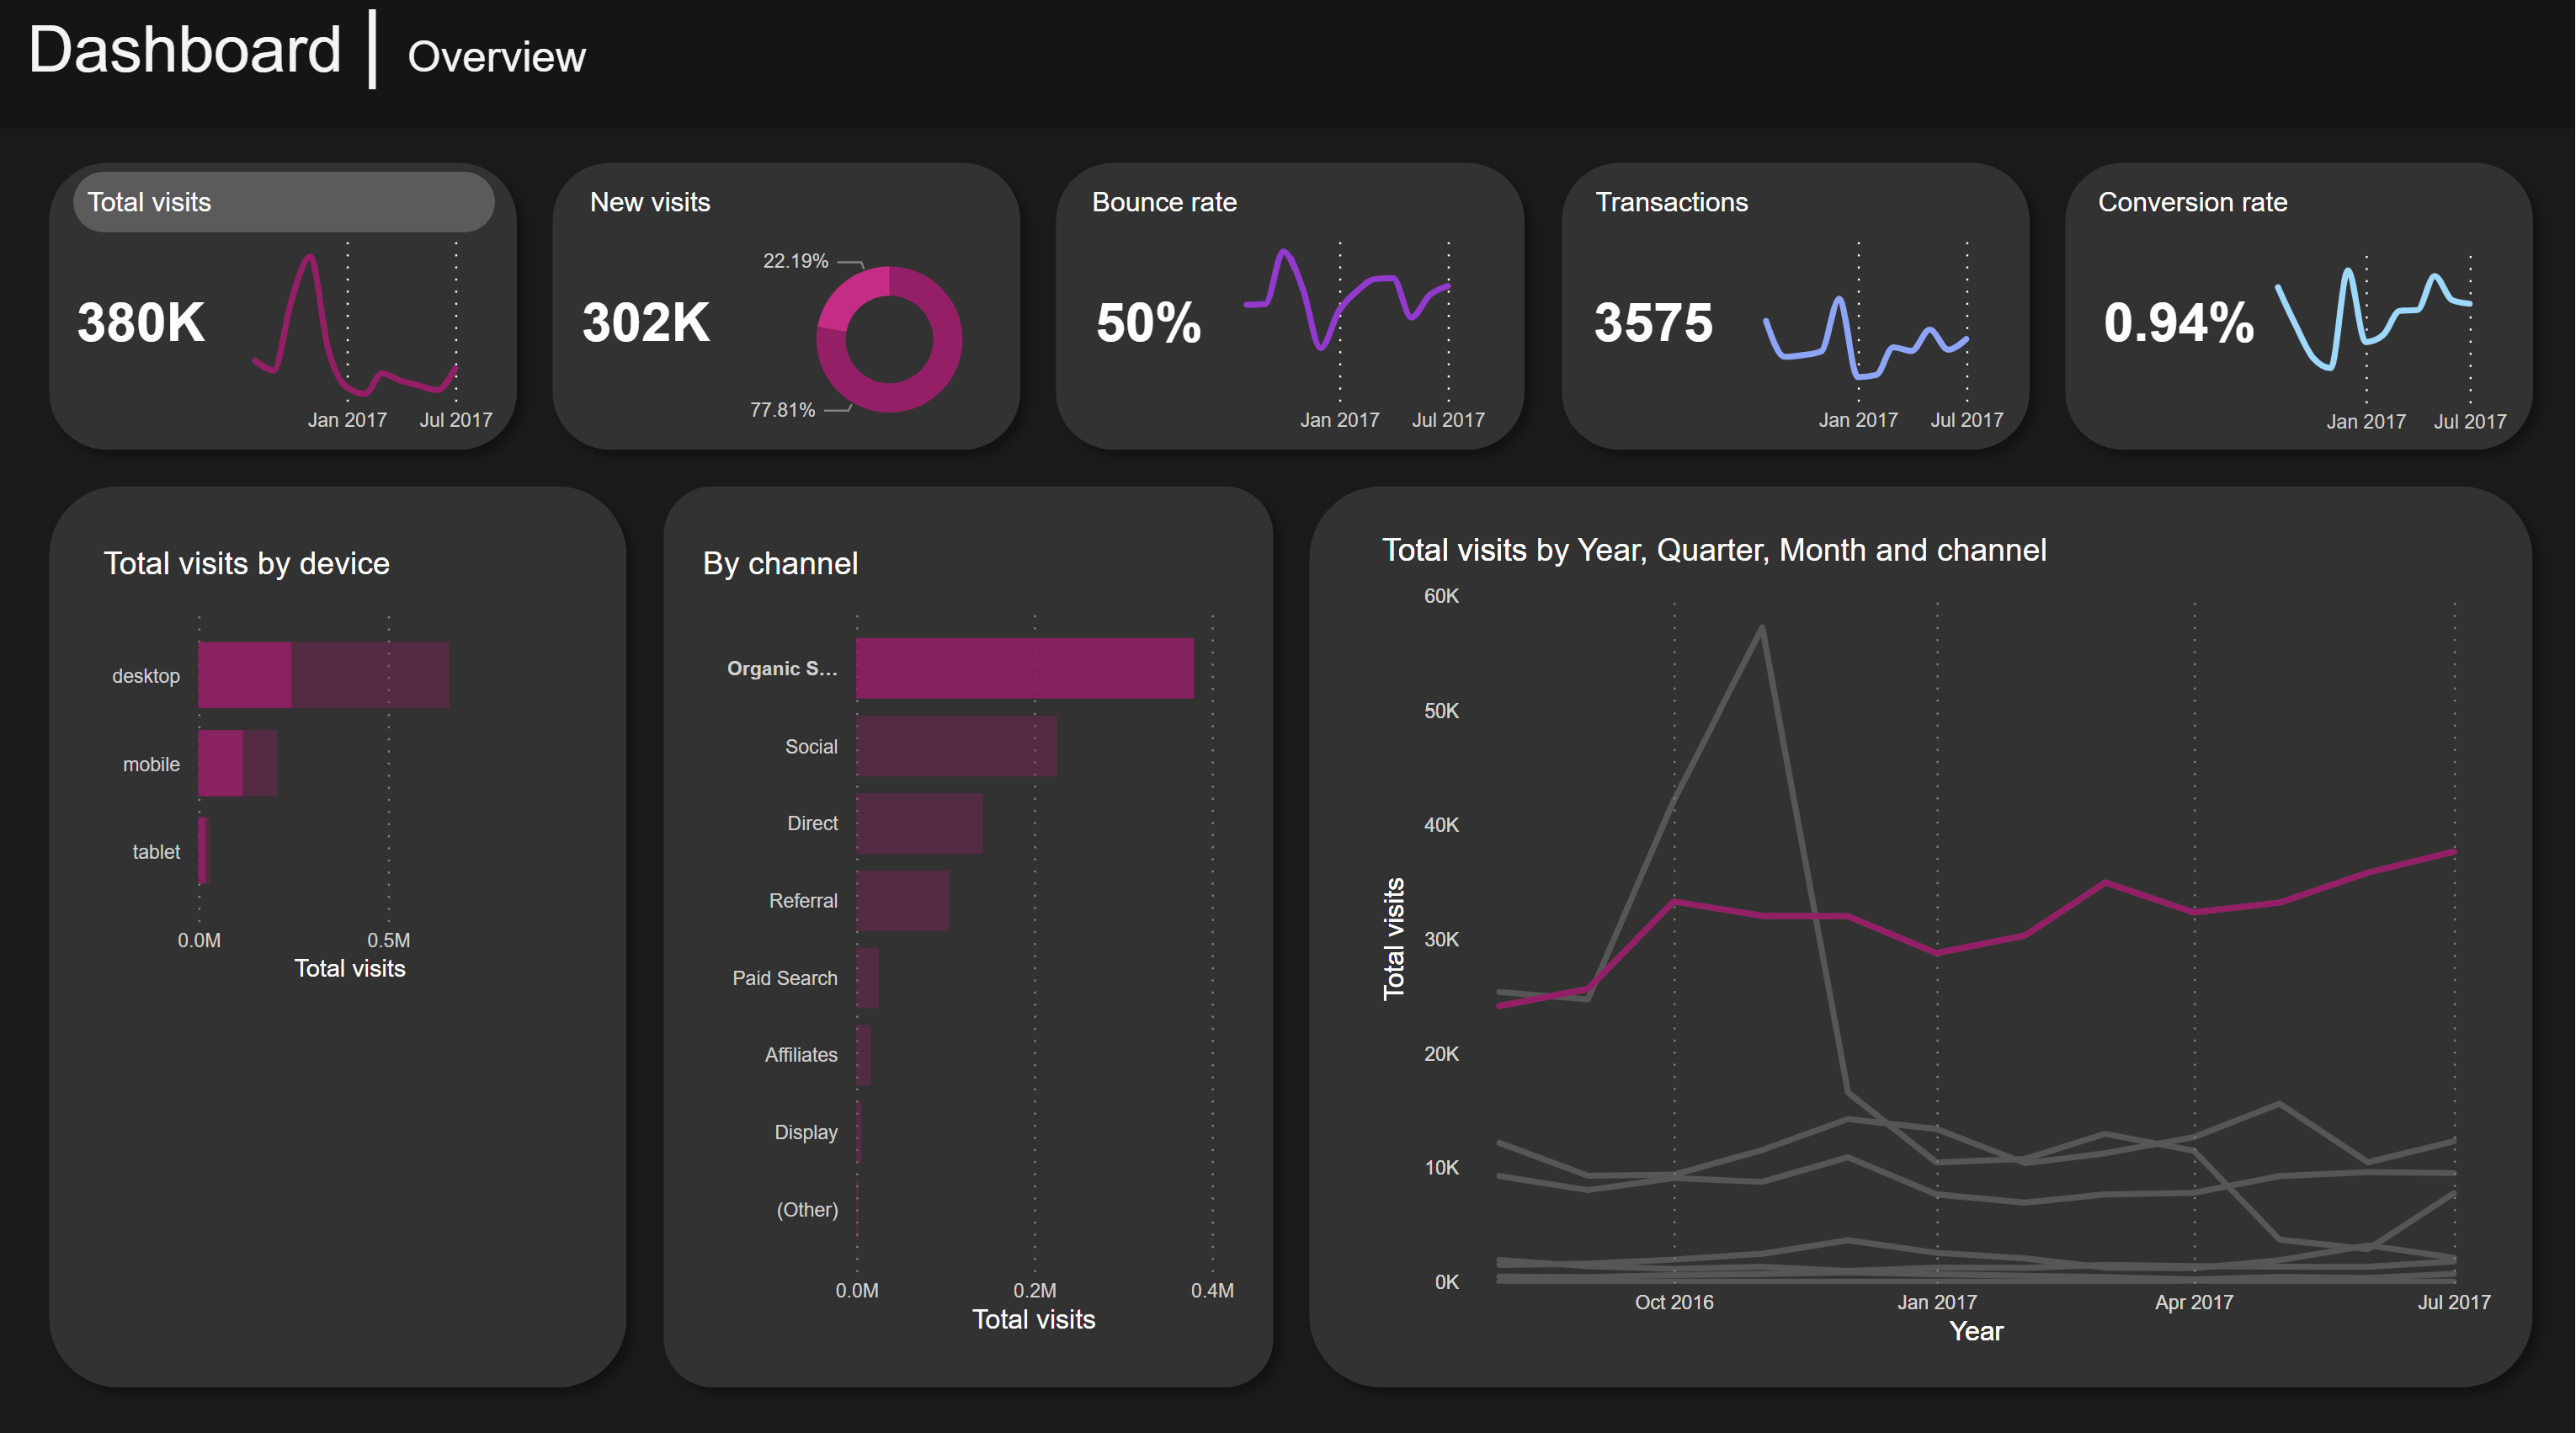 Dashboard | Overview
Total visits
380K
Jan 2017 Jul 2017
New visits
302K
22.19%
77.81%
Bounce rate
50%
Jan 2017 Jul 2017
Transactions
3575
Jan 2017 Jul 2017
Conversion rate
0.94%
Jan 2017 Jul 2017
Total visits by device
desktop
mobile
tablet
0.0M 0.5M
Total visits
By channel
Organic S...
Social
Direct
Referral
Paid Search
Affiliates
Display
(Other)
0.0M 0.2M 0.4M
Total visits
Total visits by Year, Quarter, Month and channel
60K
50K
40K
30K
20K
10K
0K
Total visits
Oct 2016 Jan 2017 Apr 2017 Jul 2017
Year